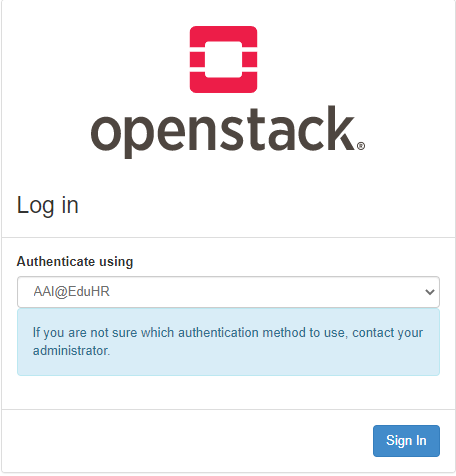 openstack®
Log in
Authenticate using
AAI@EduHR
If you are not sure which authentication method to use, contact your
administrator.
Sign In